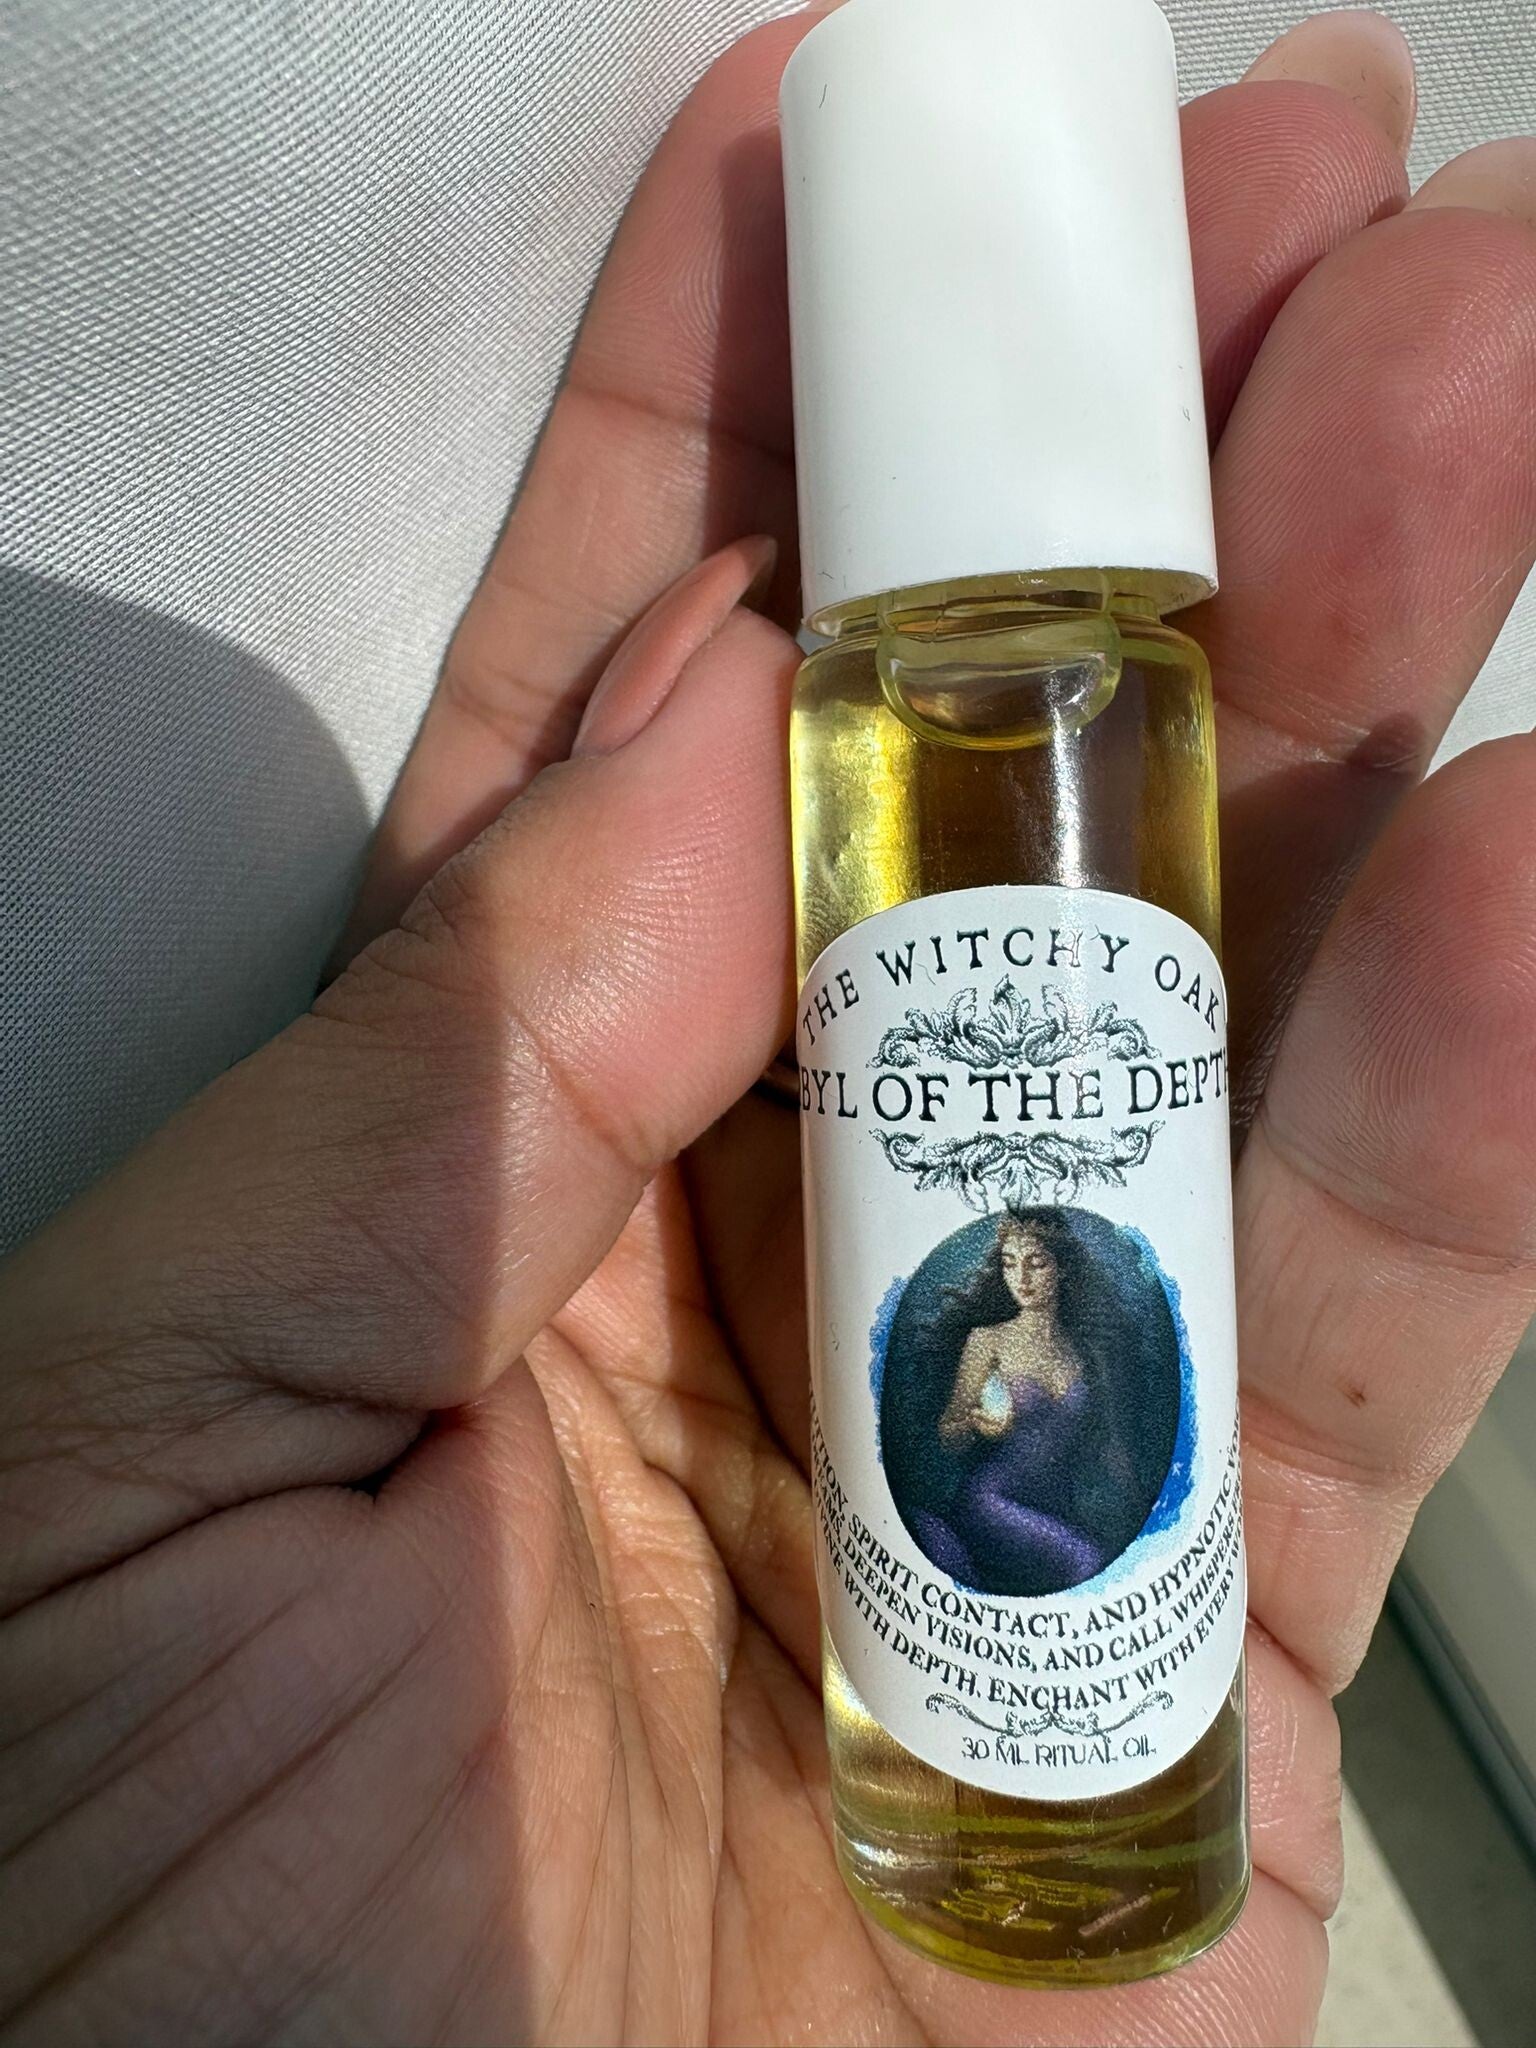 THE WITCHY OAK
BYL OF THE DEPTH
SPIRIT CONTACT, AND HYPNOTIC
DEEPEN VISIONS, AND CALL WHISPERS
WITH DEPTH. ENCHANT WITH EVERY
30 ML RITUAL OIL